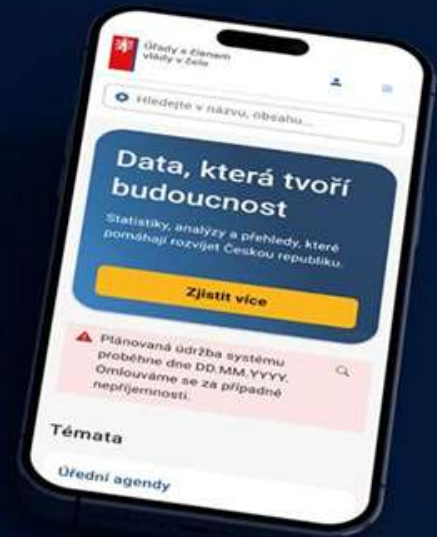 Úřady s členem
vlády v čele
Hledejte v názvu, obsahu...
Data, která tvoří
budoucnost
Statistiky, analýzy a přehledy, které
pomáhají rozvíjet Českou republiku.
Zjistit více
Plánovaná údržba systému
proběhne dne DD.MM.YYYY.
Omlouváme se za případné
nepříjemnosti.
Témata
Úřední agendy